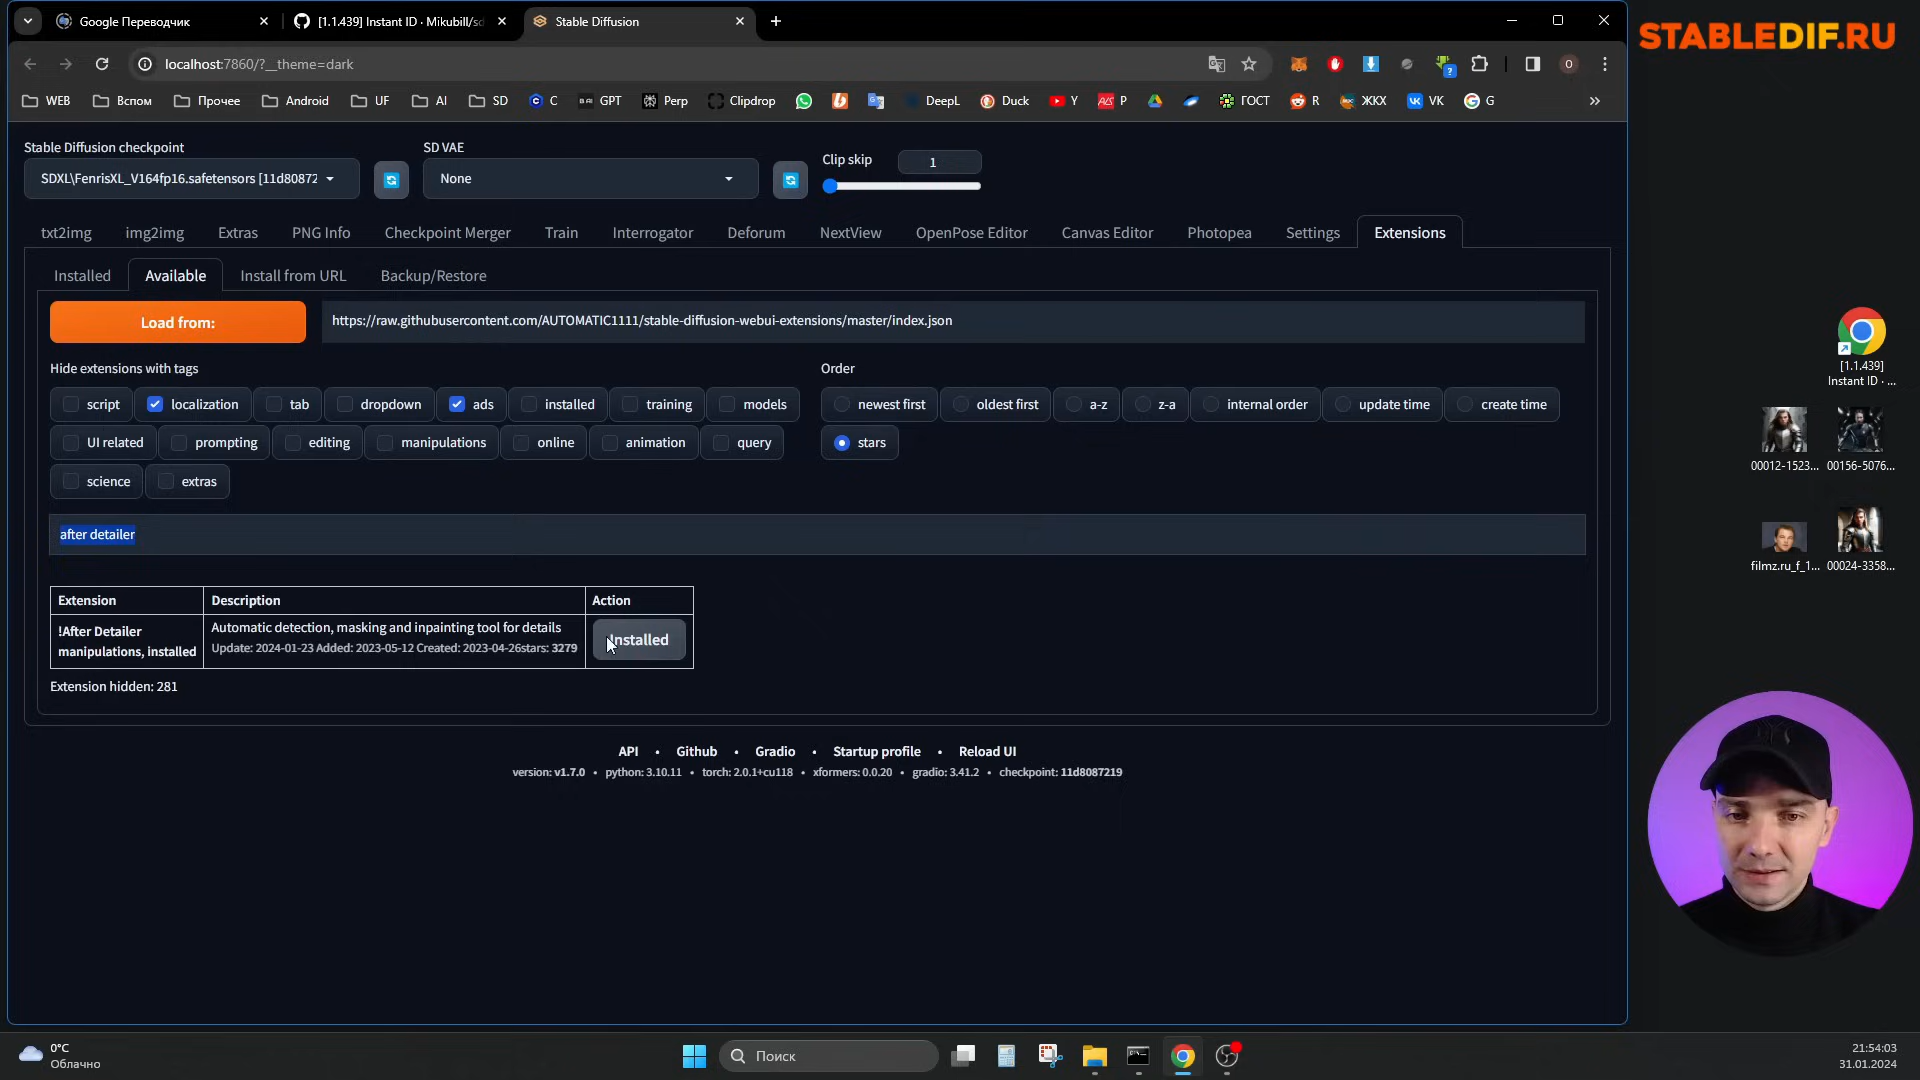 Google Переводчик
[1.1.439] Instant ID · Mikubill/sd
Stable Diffusion
STABLEDIF.RU
localhost:7860/?__theme=dark
O
WEB
Вспом
Прочее
Android
UF
AI
SD
C
GPT
Perp
Clipdrop
DeepL
Duck
Y
P
ГОСТ
R
ЖКХ
VK
G
Stable Diffusion checkpoint
SD VAE
Clip skip
1
SDXL\FenrisXL_V164fp16.safetensors [11d80872
None
txt2img
img2img
Extras
PNG Info
Checkpoint Merger
Train
Interrogator
Deforum
NextView
OpenPose Editor
Canvas Editor
Photopea
Settings
Extensions
Installed
Available
Install from URL
Backup/Restore
Load from:
https://raw.githubusercontent.com/AUTOMATIC1111/stable-diffusion-webui-extensions/master/index.json
Hide extensions with tags
Order
script
localization
tab
dropdown
ads
installed
training
models
newest first
oldest first
a-z
z-a
internal order
update time
create time
UI related
prompting
editing
manipulations
online
animation
query
stars
science
extras
after detailer
Extension
Description
Action
!After Detailer
manipulations, installed
Automatic detection, masking and inpainting tool for details
Update: 2024-01-23 Added: 2023-05-12 Created: 2023-04-26stars: 3279
Installed
Extension hidden: 281
API • Github • Gradio • Startup profile • Reload UI
version: v1.7.0 • python: 3.10.11 • torch: 2.0.1+cu118 • xformers: 0.0.20 • gradio: 3.41.2 • checkpoint: 11d8087219
[1.1.439]
Instant ID · ...
00012-1523...
00156-5076...
filmz.ru_f_1...
00024-3358...
0°C
Облачно
Поиск
21:54:03
31.01.2024